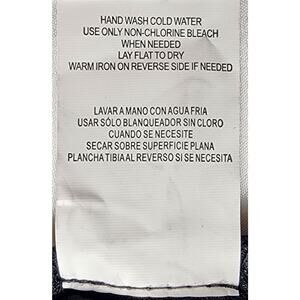 HAND WASH COLD WATER
USE ONLY NON-CHLORINE BLEACH
WHEN NEEDED
LAY FLAT TO DRY
WARM IRON ON REVERSE SIDE IF NEEDED
LAVAR A MANO CON AGUA FRIA
USAR SÓLO BLANQUEADOR SIN CLORO
CUANDO SE NECESITE
SECAR SOBRE SUPERFICIE PLANA
PLANCHA TIBIA AL REVERSO SI SE NECESITA